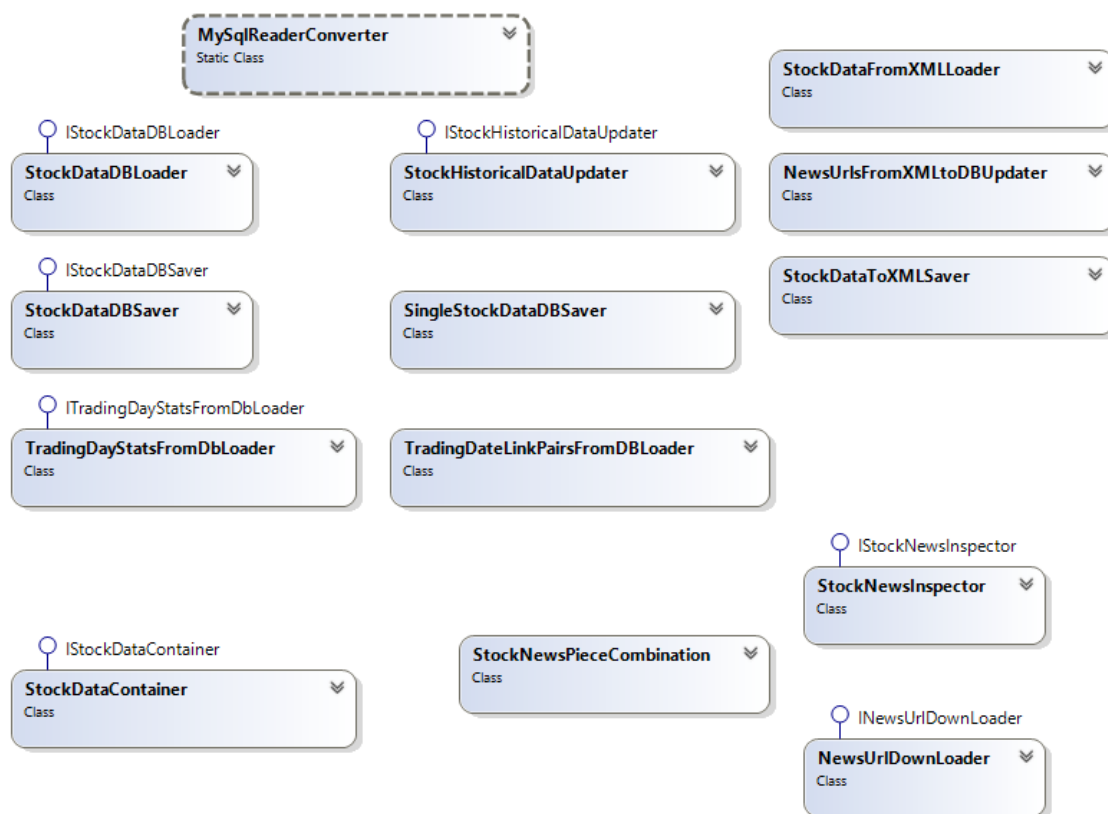 MySqlReaderConverter
Static Class
StockDataFromXMLLoader
Class
IStockDataDBLoader
StockDataDBLoader
Class
IStockHistoricalDataUpdater
StockHistoricalDataUpdater
Class
NewsUrlsFromXMLtoDBUpdater
Class
IStockDataDBSaver
StockDataDBSaver
Class
SingleStockDataDBSaver
Class
StockDataToXMLSaver
Class
ITradingDayStatsFromDbLoader
TradingDayStatsFromDbLoader
Class
TradingDateLinkPairsFromDBLoader
Class
IStockNewsInspector
StockNewsInspector
Class
IStockDataContainer
StockDataContainer
Class
StockNewsPieceCombination
Class
INewsUrlDownLoader
NewsUrlDownLoader
Class